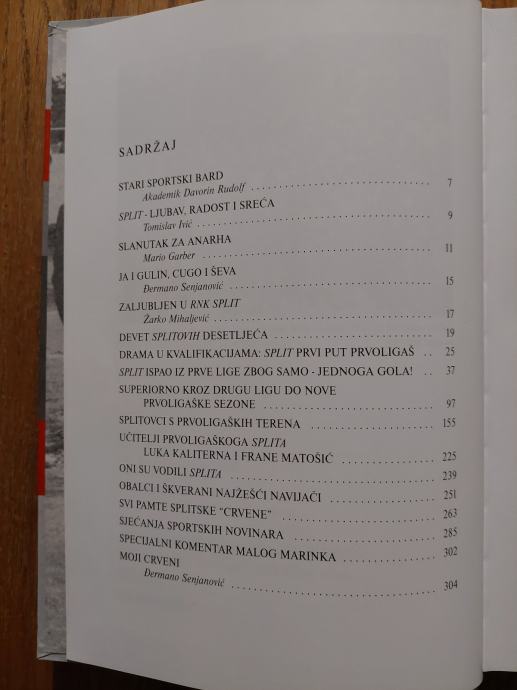 SADRŽAJ
STARI SPORTSKI BARD
Akademik Davorin Rudolf . . . . . . . . . . . . . . . . . . . . . . . . . . . . . . 7
SPLIT - LJUBAV, RADOST I SREĆA
Tomislav Ivić . . . . . . . . . . . . . . . . . . . . . . . . . . . . . . 9
SLANUTAK ZA ANARHA
Mario Garber . . . . . . . . . . . . . . . . . . . . . . . . . . . . . . 11
JA I GULIN, CUGO I ŠEVA
Đermano Senjanović . . . . . . . . . . . . . . . . . . . . . . . . . . . . . . 15
ZALJUBLJEN U RNK SPLIT
Žarko Mihaljević . . . . . . . . . . . . . . . . . . . . . . . . . . . . . . 17
DEVET SPLITOVIH DESETLJEĆA . . . . . . . . . . . . . . . . . . . . 19
DRAMA U KVALIFIKACIJAMA: SPLIT PRVI PUT PRVOLIGAŠ . . 25
SPLIT ISPAO IZ PRVE LIGE ZBOG SAMO - JEDNOGA GOLA! . . 37
SUPERIORNO KROZ DRUGU LIGU DO NOVE
PRVOLIGAŠKE SEZONE . . . . . . . . . . . . . . . . . . . . . 97
SPLITOVCI S PRVOLIGAŠKIH TERENA . . . . . . . . . . . . . . . . 155
UČITELJI PRVOLIGAŠKOGA SPLITA
LUKA KALITERNA I FRANE MATOŠIĆ . . . . . . . . . . . . 225
ONI SU VODILI SPLITA . . . . . . . . . . . . . . . . . . . . . . . . . 239
OBALCI I ŠKVERANI NAJŽEŠĆI NAVIJAČI . . . . . . . . . . . . . . 251
SVI PAMTE SPLITSKE "CRVENE" . . . . . . . . . . . . . . . . . . . 263
SJEĆANJA SPORTSKIH NOVINARA . . . . . . . . . . . . . . . . . . 285
SPECIJALNI KOMENTAR MALOG MARINKA . . . . . . . . . . . . 302
MOJI CRVENI
Đermano Senjanović . . . . . . . . . . . . . . . . . . . . . . . . . . . 304